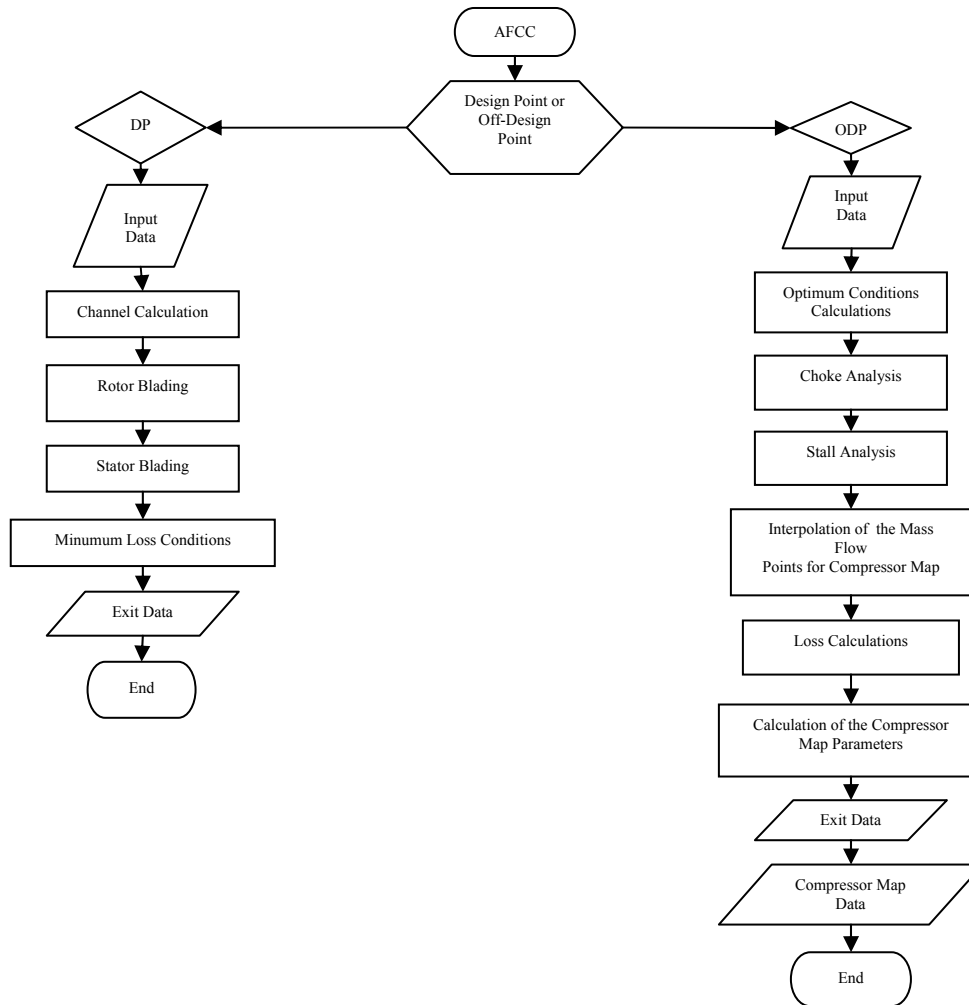 AFCC
Design Point or
Off-Design
Point
DP
Input
Data
Channel Calculation
Rotor Blading
Stator Blading
Minumum Loss Conditions
Exit Data
End
ODP
Input
Data
Optimum Conditions
Calculations
Choke Analysis
Stall Analysis
Interpolation of the Mass
Flow
Points for Compressor Map
Loss Calculations
Calculation of the Compressor
Map Parameters
Exit Data
Compressor Map
Data
End